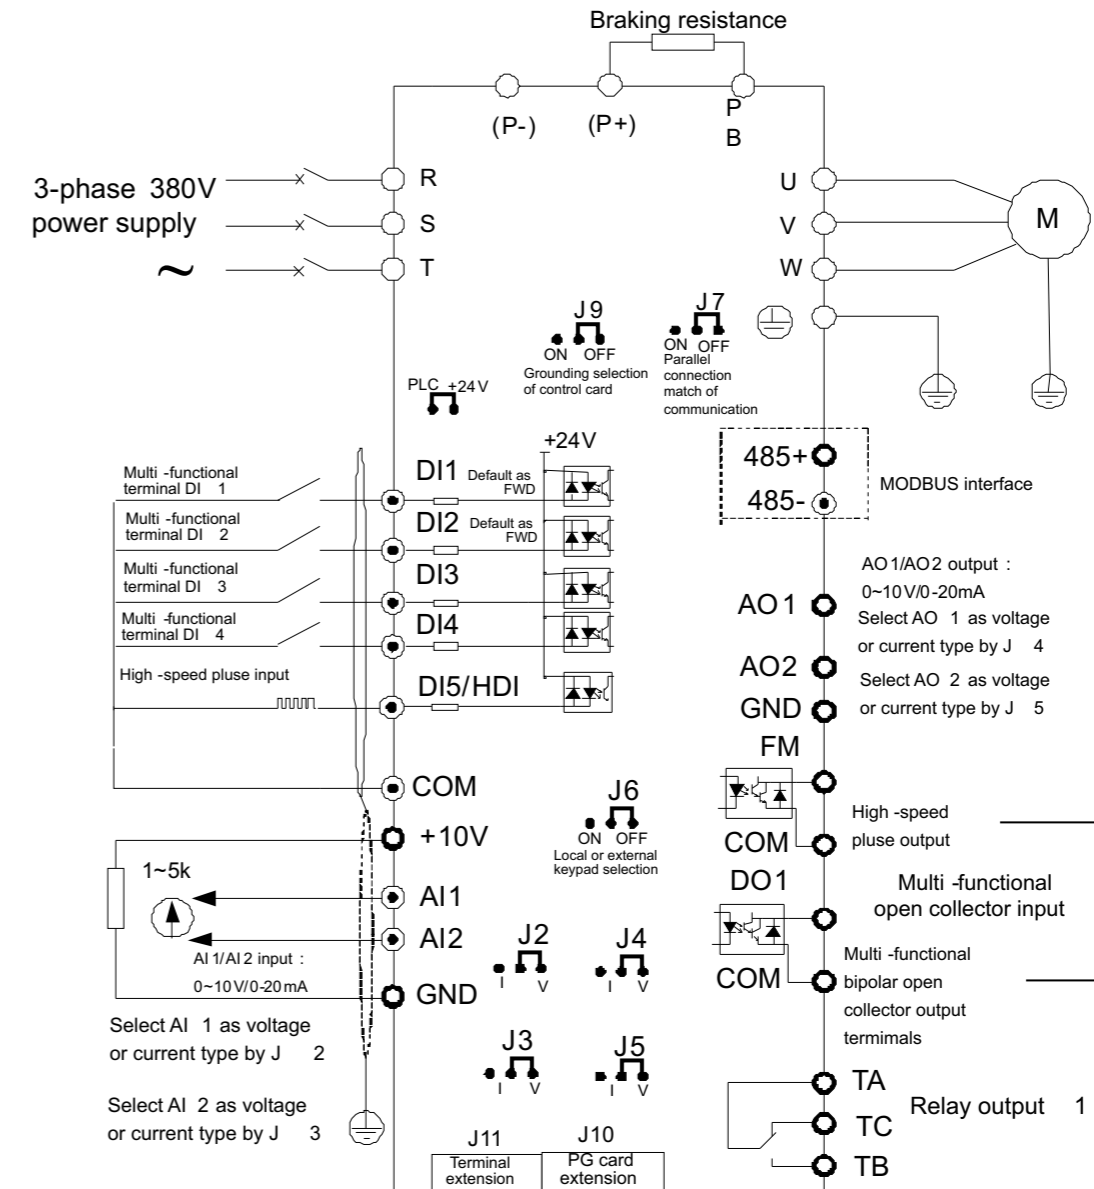 Braking resistance
(P-)
(P+)
P
B
3-phase 380V
power supply
~
R
S
T
U
V
W
M
J9
ON OFF
Grounding selection
of control card
J7
ON OFF
Parallel
connection
match of
communication
PLC +24V
+24V
Multi -functional
terminal DI 1
DI1
Default as
FWD
Multi -functional
terminal DI 2
DI2
Default as
FWD
Multi -functional
terminal DI 3
DI3
Multi -functional
terminal DI 4
DI4
High -speed pluse input
DI5/HDI
COM
485+
485-
MODBUS interface
AO1
AO2
GND
AO1/AO2 output :
0~10V/0-20mA
Select AO 1 as voltage
or current type by J 4
Select AO 2 as voltage
or current type by J 5
FM
COM
High -speed
pluse output
J6
ON OFF
Local or external
keypad selection
+10V
1~5k
AI1
AI2
AI1/AI2 input :
0~10V/0-20mA
GND
Select AI 1 as voltage
or current type by J 2
Select AI 2 as voltage
or current type by J 3
DO1
COM
Multi -functional
open collector input
Multi -functional
bipolar open
collector output
termimals
J2
I V
J4
I V
J3
I V
J5
I V
TA
TC
TB
Relay output 1
J11
Terminal
extension
J10
PG card
extension